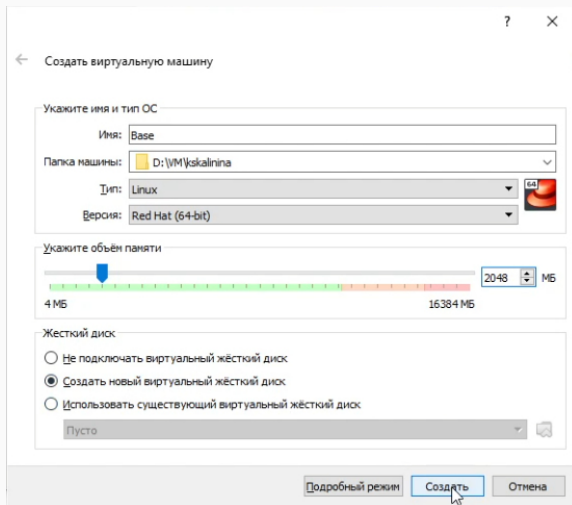 ?
Создать виртуальную машину
Укажите имя и тип ОС
Имя: Base
Папка машины: D:\VM\kskalinina
Тип: Linux
64
Версия: Red Hat (64-bit)
Укажите объём памяти
2048 МБ
4 МБ 16384 МБ
Жесткий диск
Не подключать виртуальный жёсткий диск
Создать новый виртуальный жёсткий диск
Использовать существующий виртуальный жёсткий диск
Пусто
Подробный режим Создать Отмена